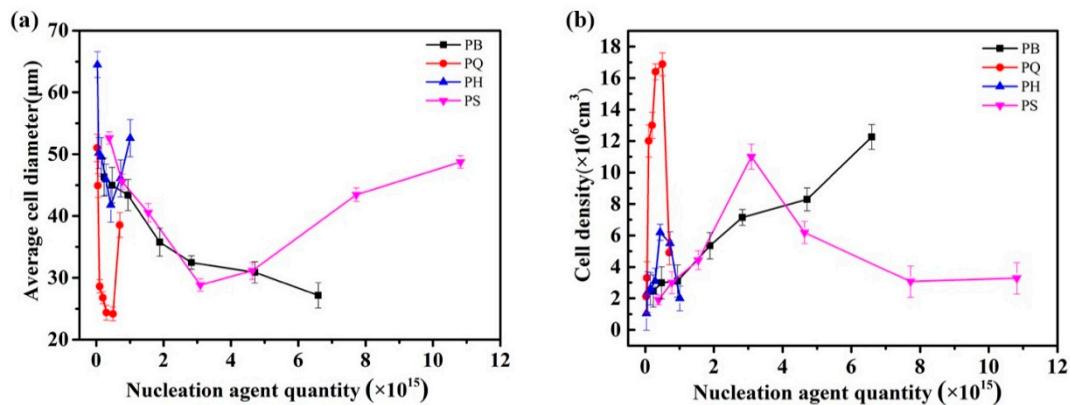 (a)
70
60
50
40
30
20
0 2 4 6 8 10 12
Average cell diameter(μm)
Nucleation agent quantity (×10¹⁵)
PB
PQ
PH
PS
(b)
18
16
14
12
10
8
6
4
2
0
0 2 4 6 8 10 12
Cell density(×10⁶cm³)
Nucleation agent quantity (×10¹⁵)
PB
PQ
PH
PS